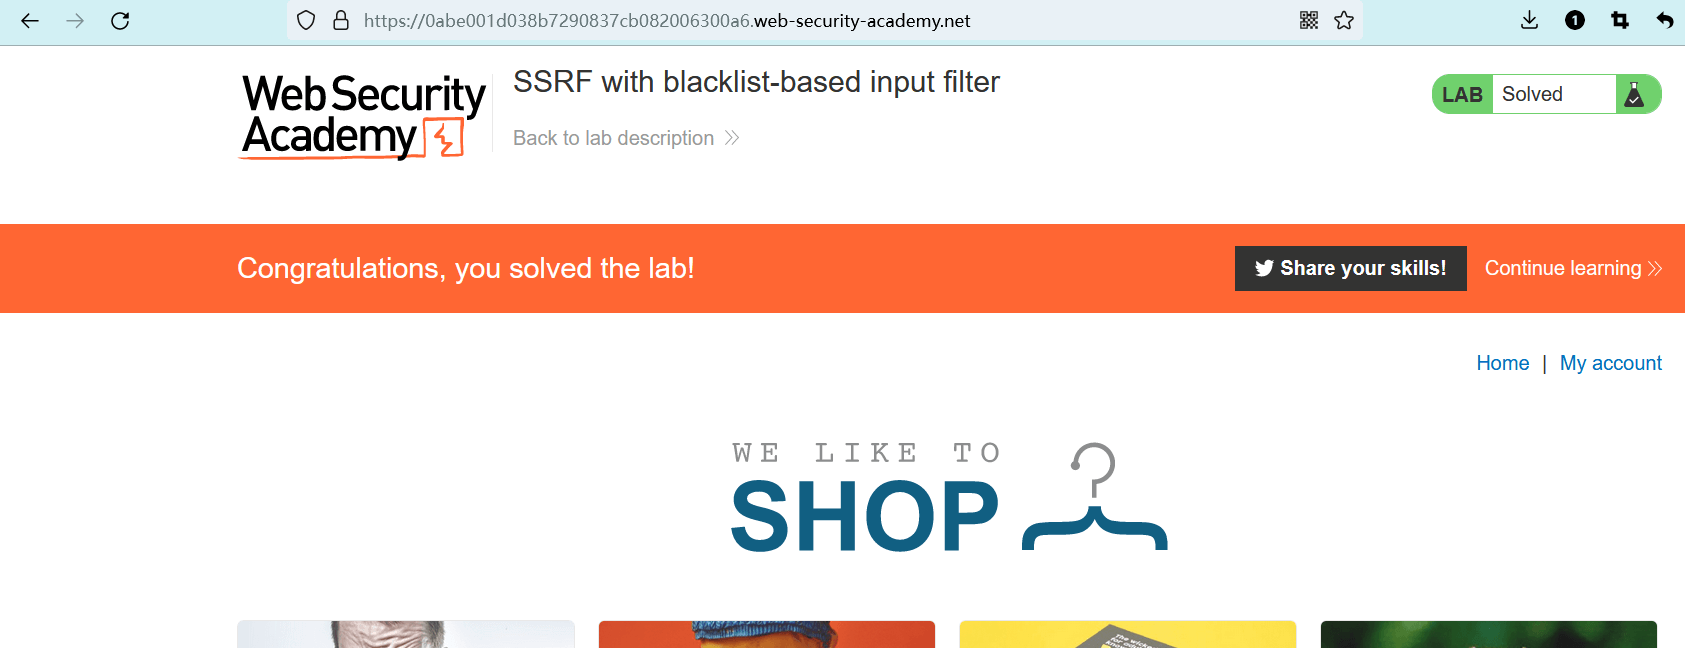 https://0abe001d038b7290837cb082006300a6.web-security-academy.net
1
Web Security
Academy
SSRF with blacklist-based input filter
Back to lab description
LAB Solved
Congratulations, you solved the lab!
Share your skills!
Continue learning
Home | My account
WE LIKE TO
SHOP